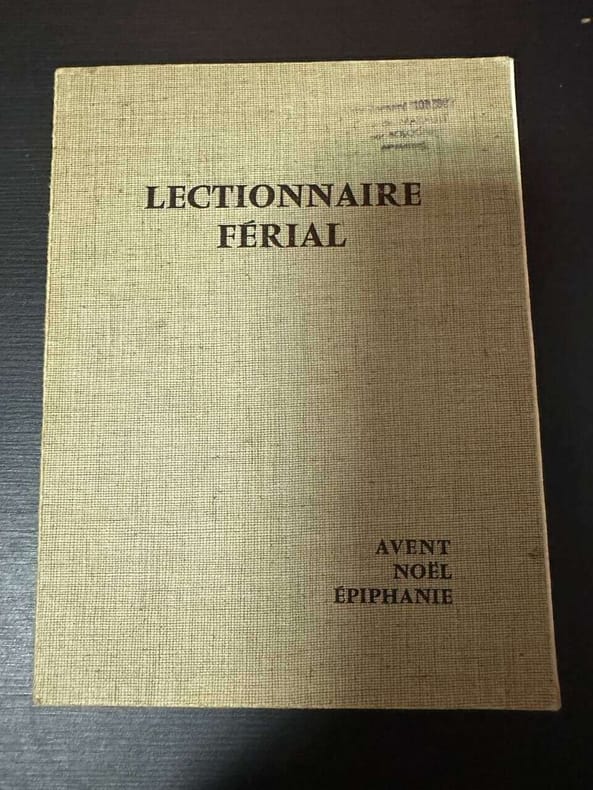 LECTIONNAIRE
FÉRIAL
AVENT
NOËL
ÉPIPHANIE